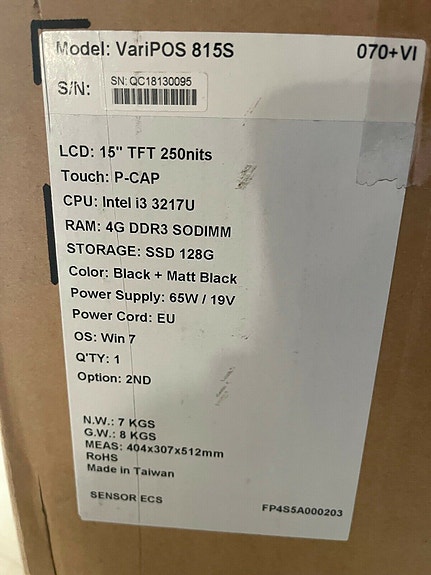 Model: VariPOS 815S 070+VI
S/N: SN: QC18130095
LCD: 15" TFT 250nits
Touch: P-CAP
CPU: Intel i3 3217U
RAM: 4G DDR3 SODIMM
STORAGE: SSD 128G
Color: Black + Matt Black
Power Supply: 65W / 19V
Power Cord: EU
OS: Win 7
Q'TY: 1
Option: 2ND
N.W.: 7 KGS
G.W.: 8 KGS
MEAS: 404x307x512mm
RoHS
Made in Taiwan
SENSOR ECS FP4S5A000203